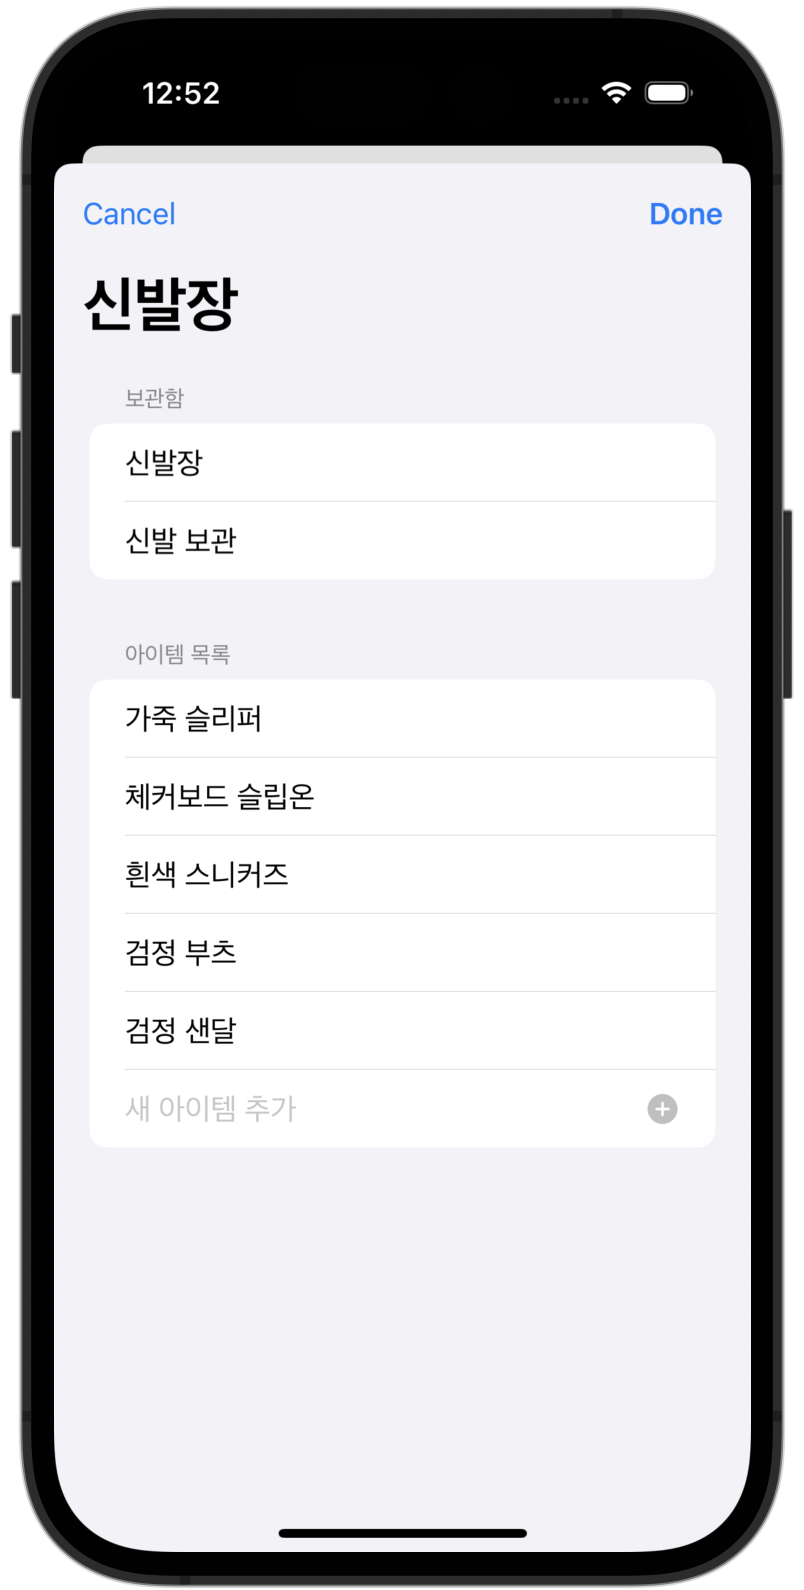 12:52
Cancel
Done
신발장
보관함
신발장
신발 보관
아이템 목록
가죽 슬리퍼
체커보드 슬립온
흰색 스니커즈
검정 부츠
검정 샌달
새 아이템 추가